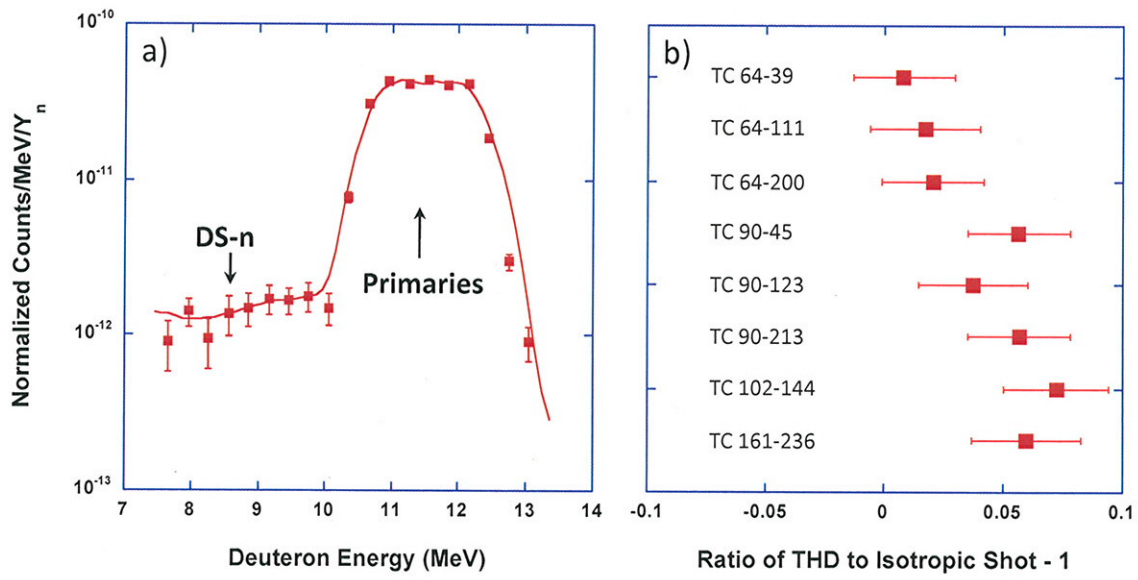 a)
10⁻¹⁰
10⁻¹¹
10⁻¹²
10⁻¹³
Normalized Counts/MeV/Yₙ
DS-n
Primaries
7 8 9 10 11 12 13 14
Deuteron Energy (MeV)
b)
TC 64-39
TC 64-111
TC 64-200
TC 90-45
TC 90-123
TC 90-213
TC 102-144
TC 161-236
-0.1 -0.05 0 0.05 0.1
Ratio of THD to Isotropic Shot - 1